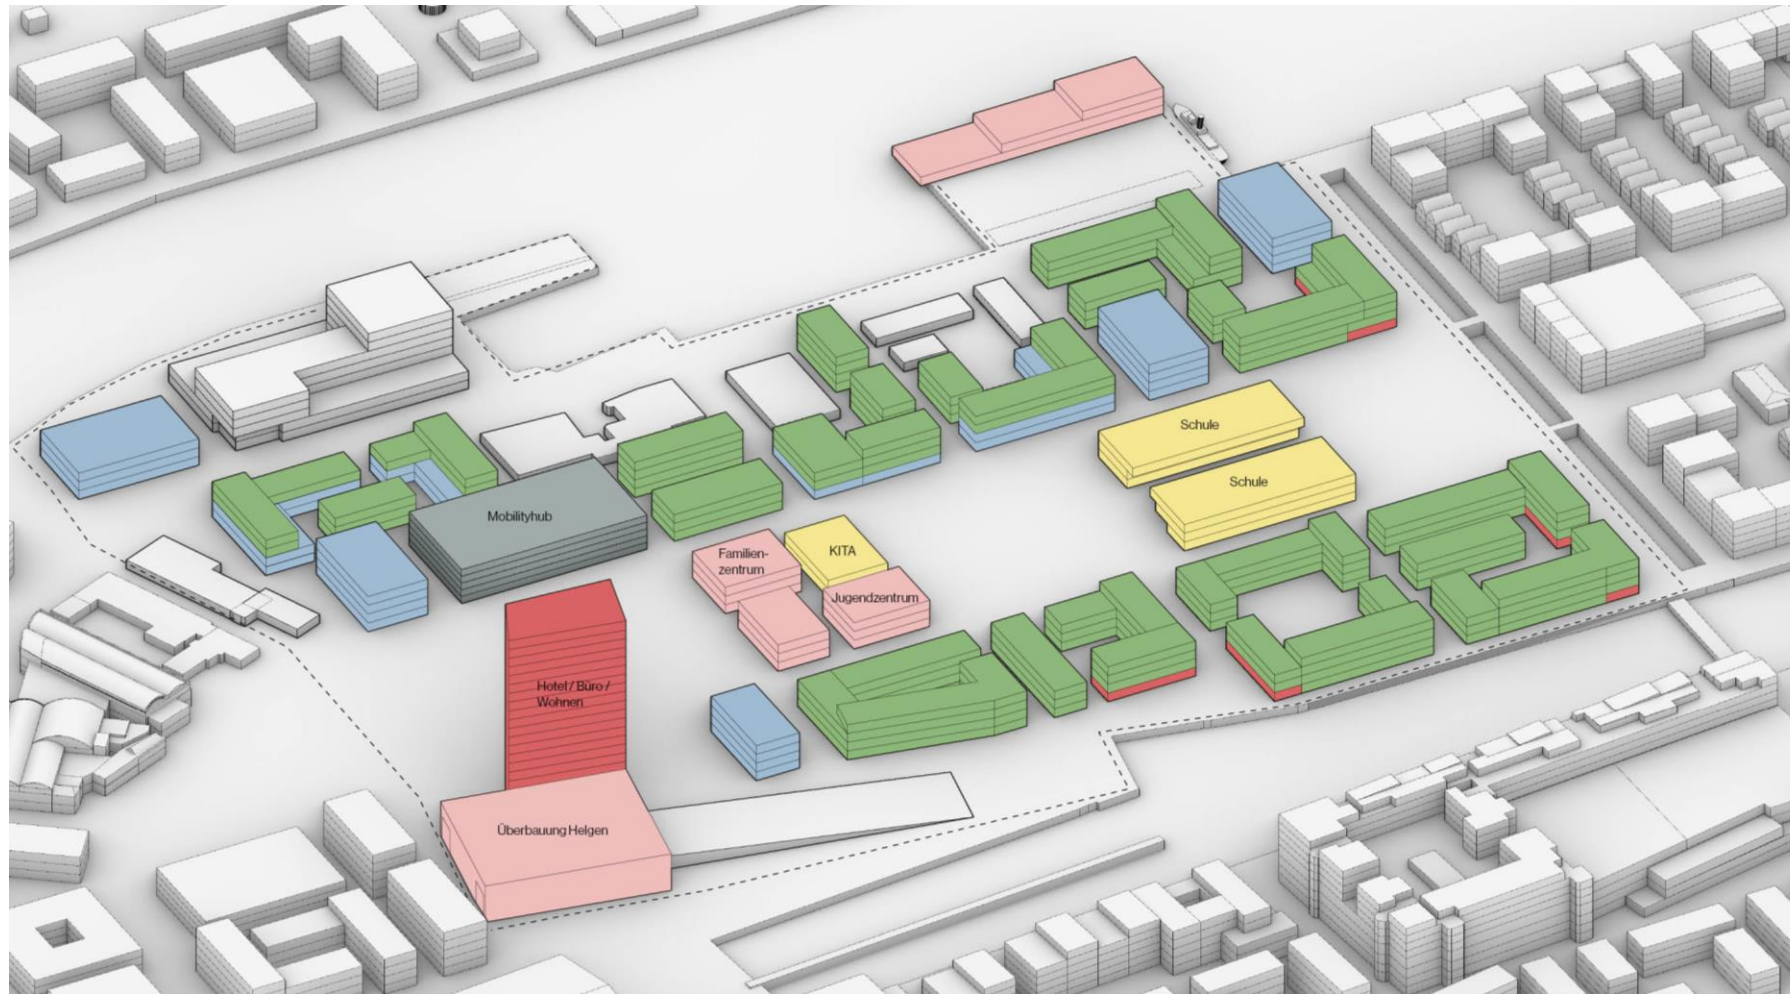 Schule
Schule
Mobilityhub
Familien-
zentrum
KITA
Jugendzentrum
Hotel / Büro /
Wohnen
Überbauung Helgen